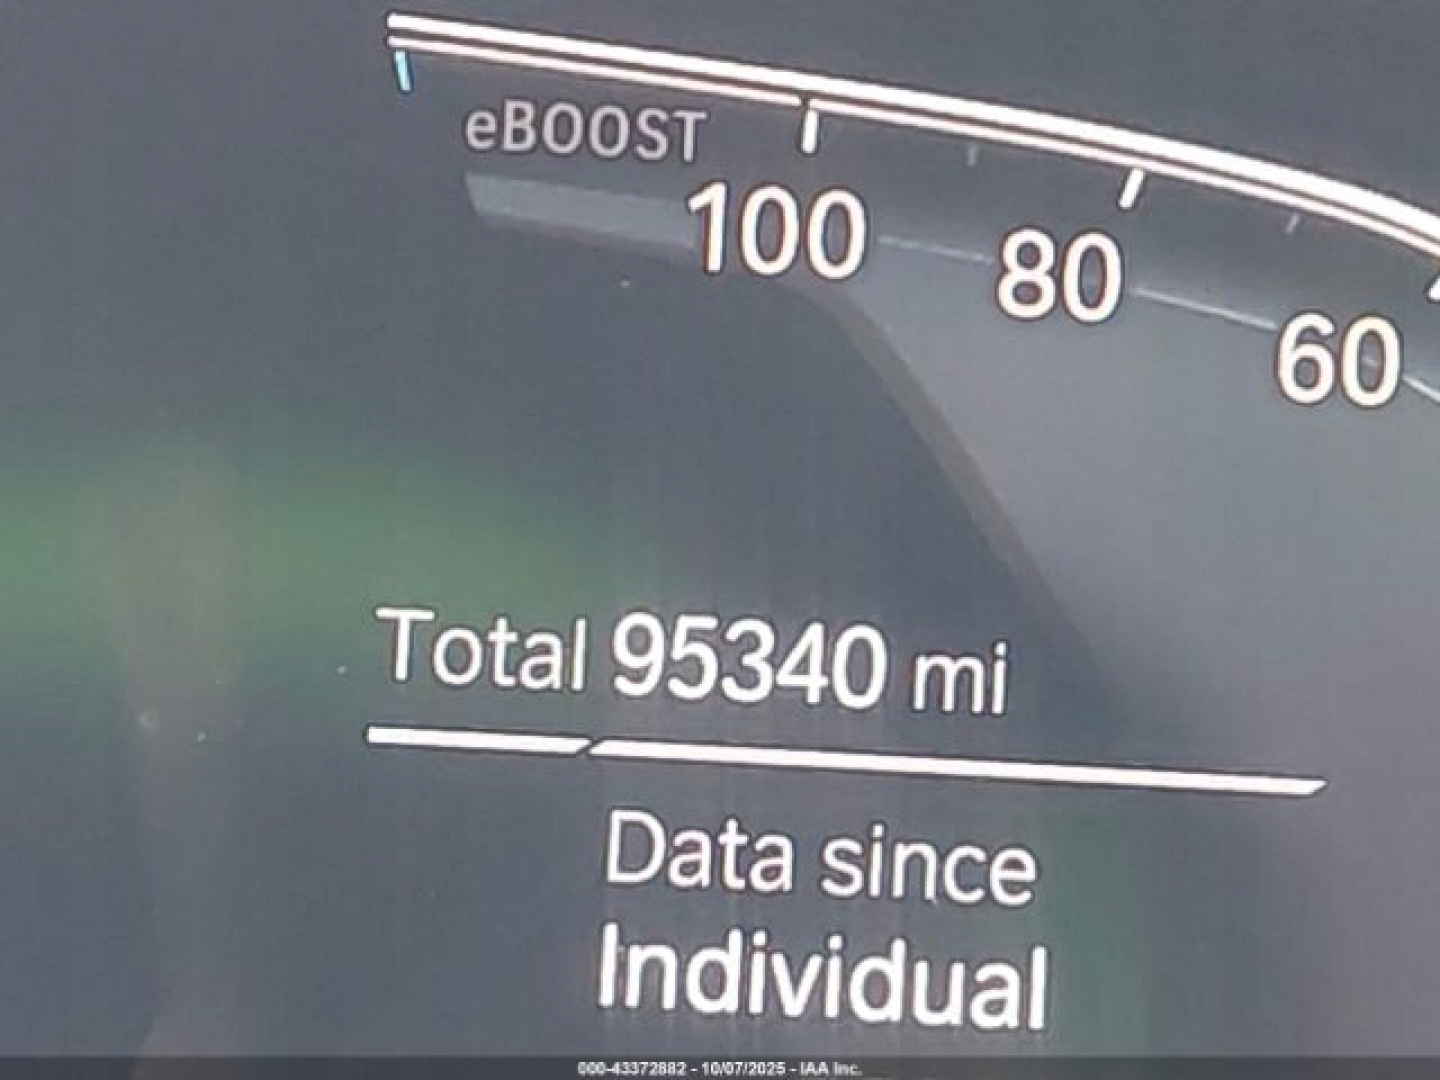 eBOOST
100
80
60
Total 95340 mi
Data since
Individual
000-43372882 - 10/07/2025 - IAA Inc.